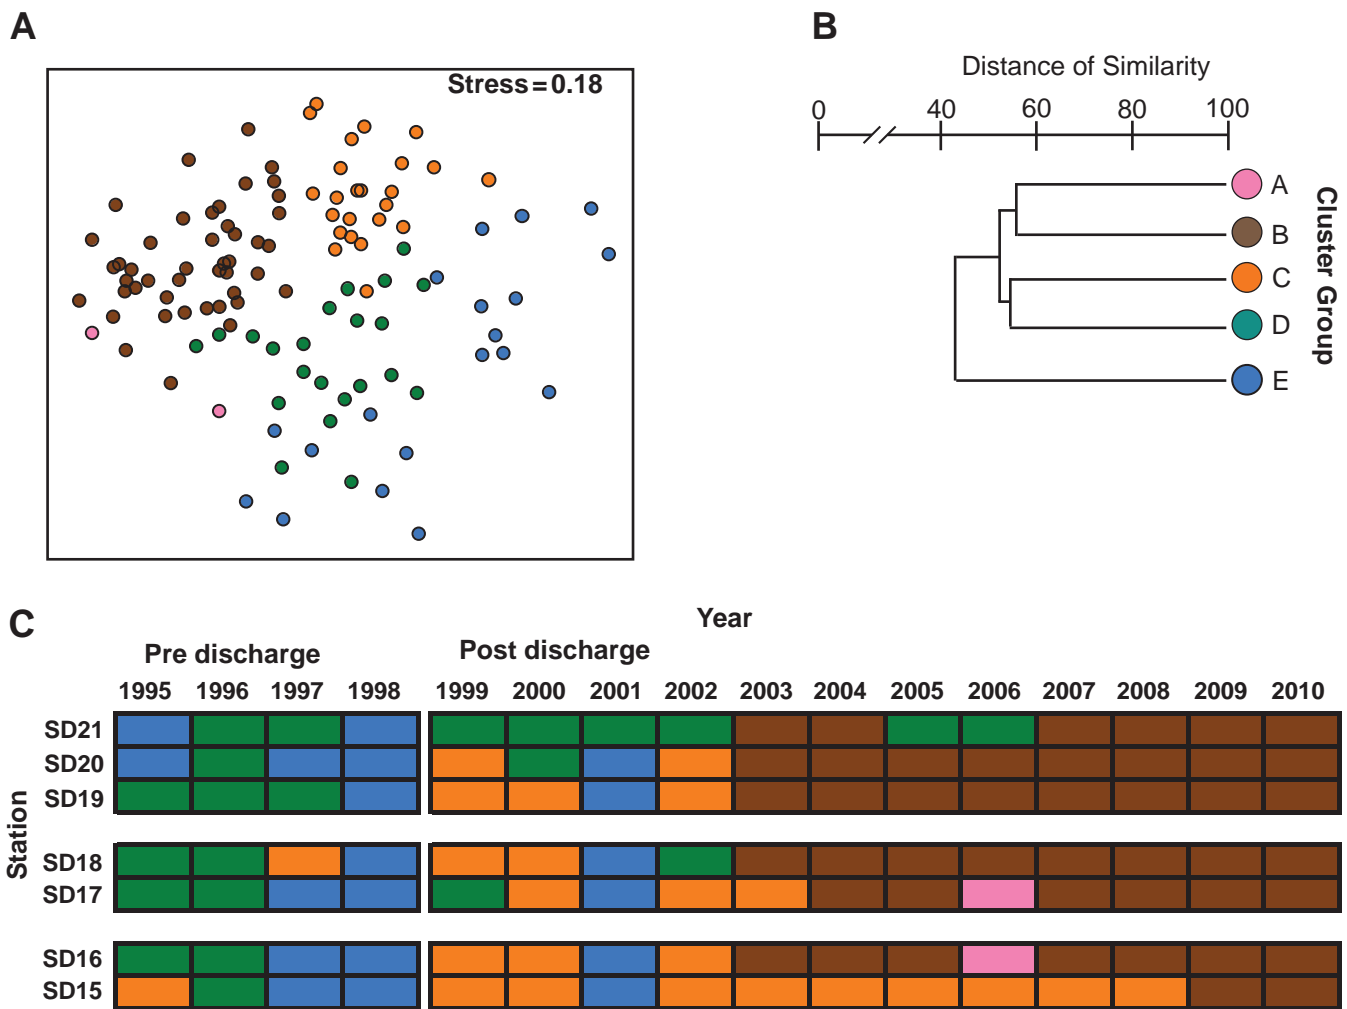 A
Stress=0.18
B
Distance of Similarity
0 40 60 80 100
A
B
C
D
E
Cluster Group
C
Year
Pre discharge Post discharge
1995 1996 1997 1998 1999 2000 2001 2002 2003 2004 2005 2006 2007 2008 2009 2010
Station
SD21
SD20
SD19
SD18
SD17
SD16
SD15